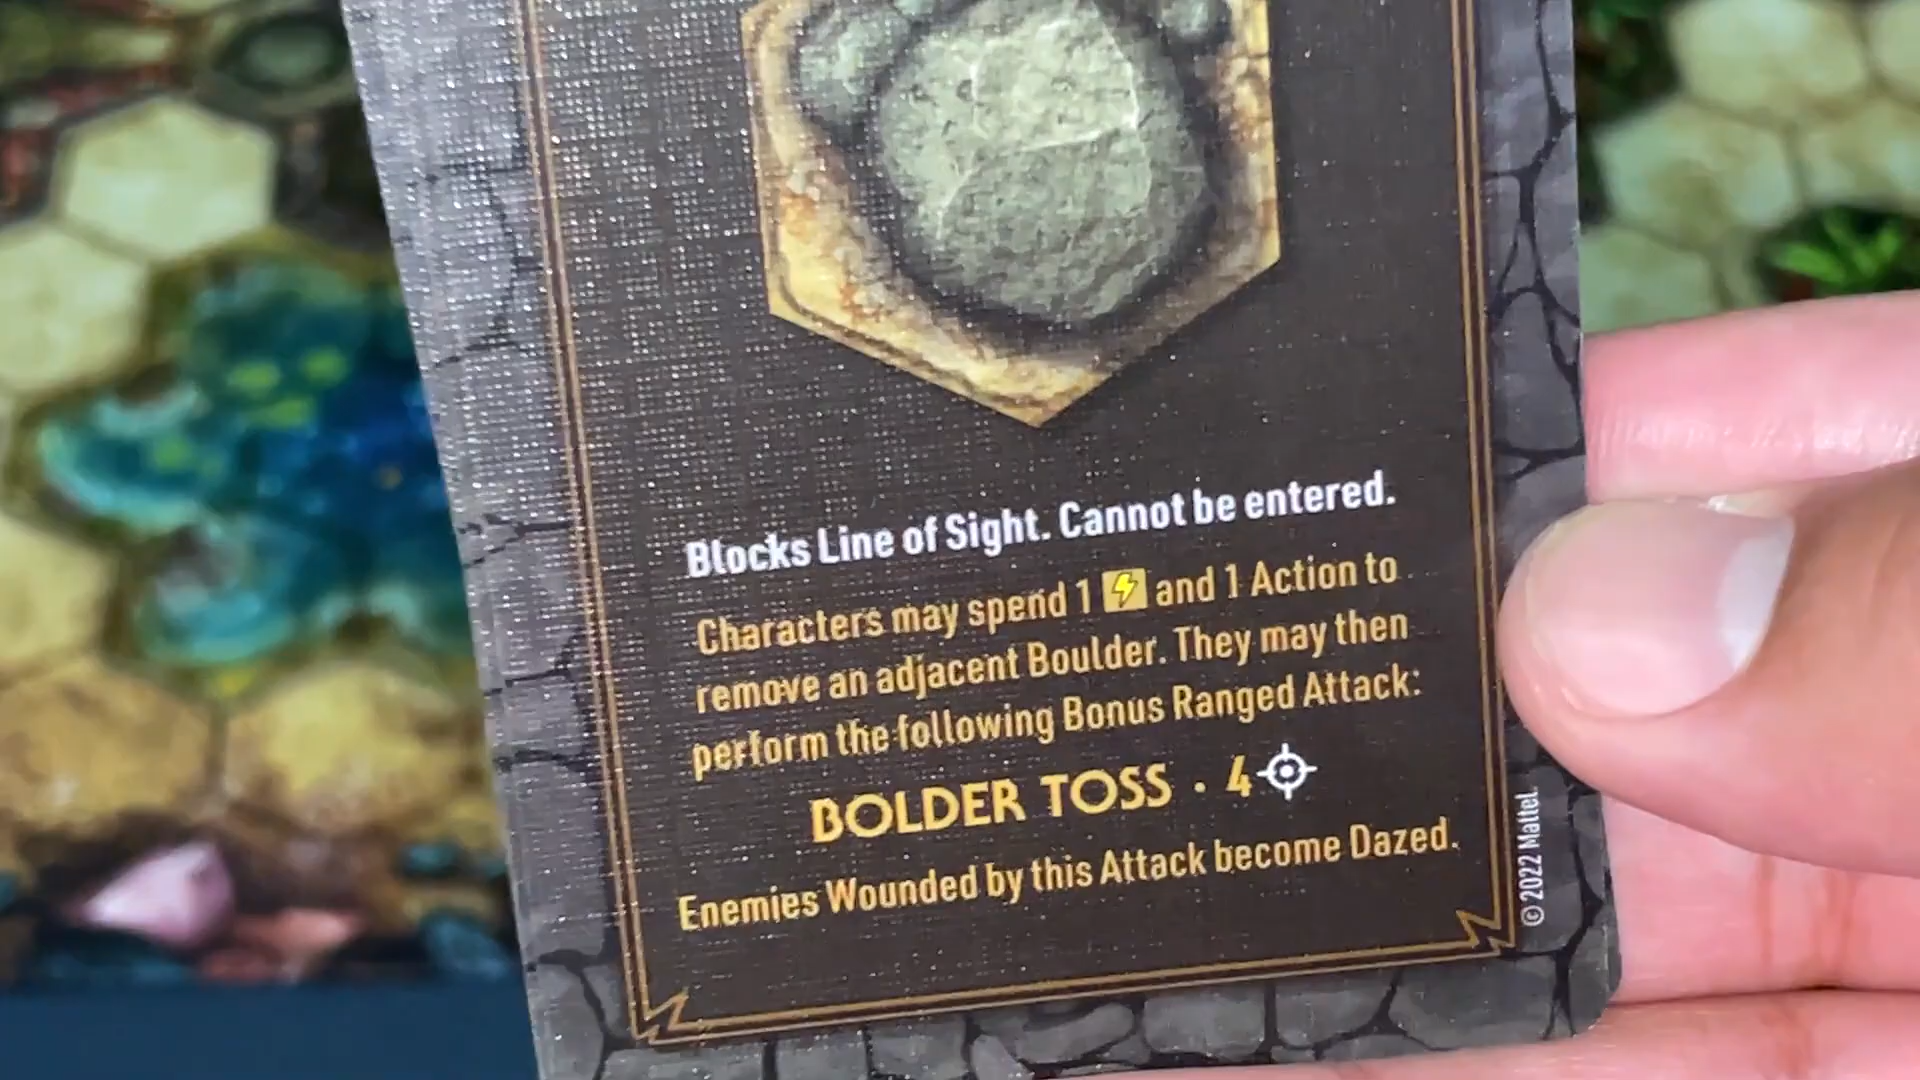 Blocks Line of Sight. Cannot be entered.
Characters may spend 1 and 1 Action to
remove an adjacent Boulder. They may then
perform the following Bonus Ranged Attack:
BOLDER TOSS · 4
Enemies Wounded by this Attack become Dazed.
© 2022 Mattel.